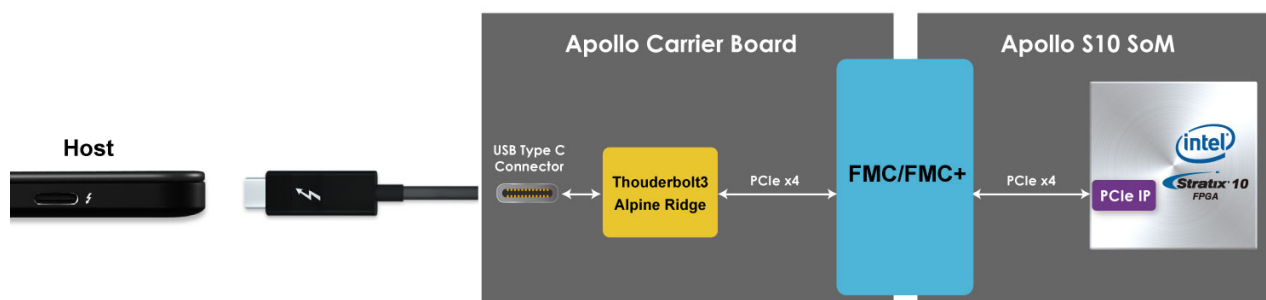 Apollo Carrier Board
Apollo S10 SoM
Host
USB Type C
Connector
Thouderbolt3
Alpine Ridge
PCIe x4
FMC/FMC+
PCIe x4
PCIe IP
intel
Stratix 10
FPGA